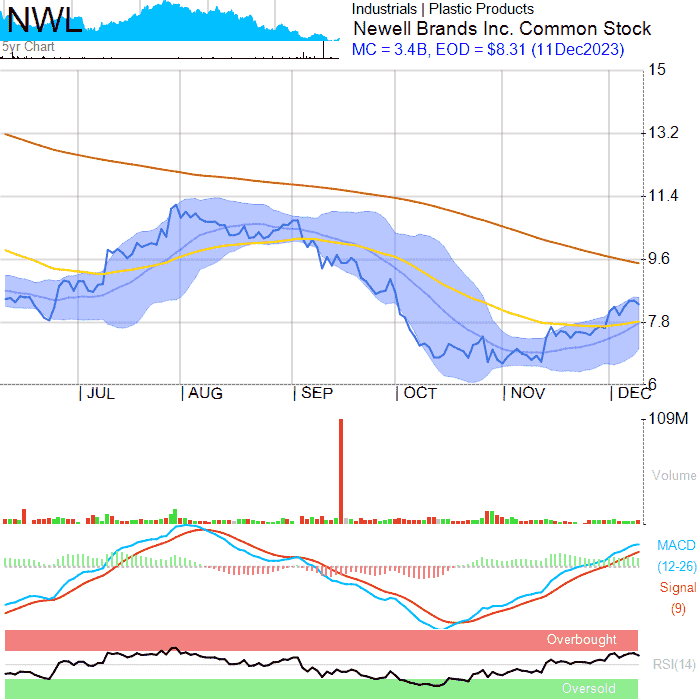 NWL
5yr Chart
Industrials | Plastic Products
Newell Brands Inc. Common Stock
MC = 3.4B, EOD = $8.31 (11Dec2023)
15
13.2
11.4
9.6
7.8
6
JUL AUG SEP OCT NOV DEC
109M
Volume
MACD
(12-26)
Signal
(9)
Overbought
RSI(14)
Oversold